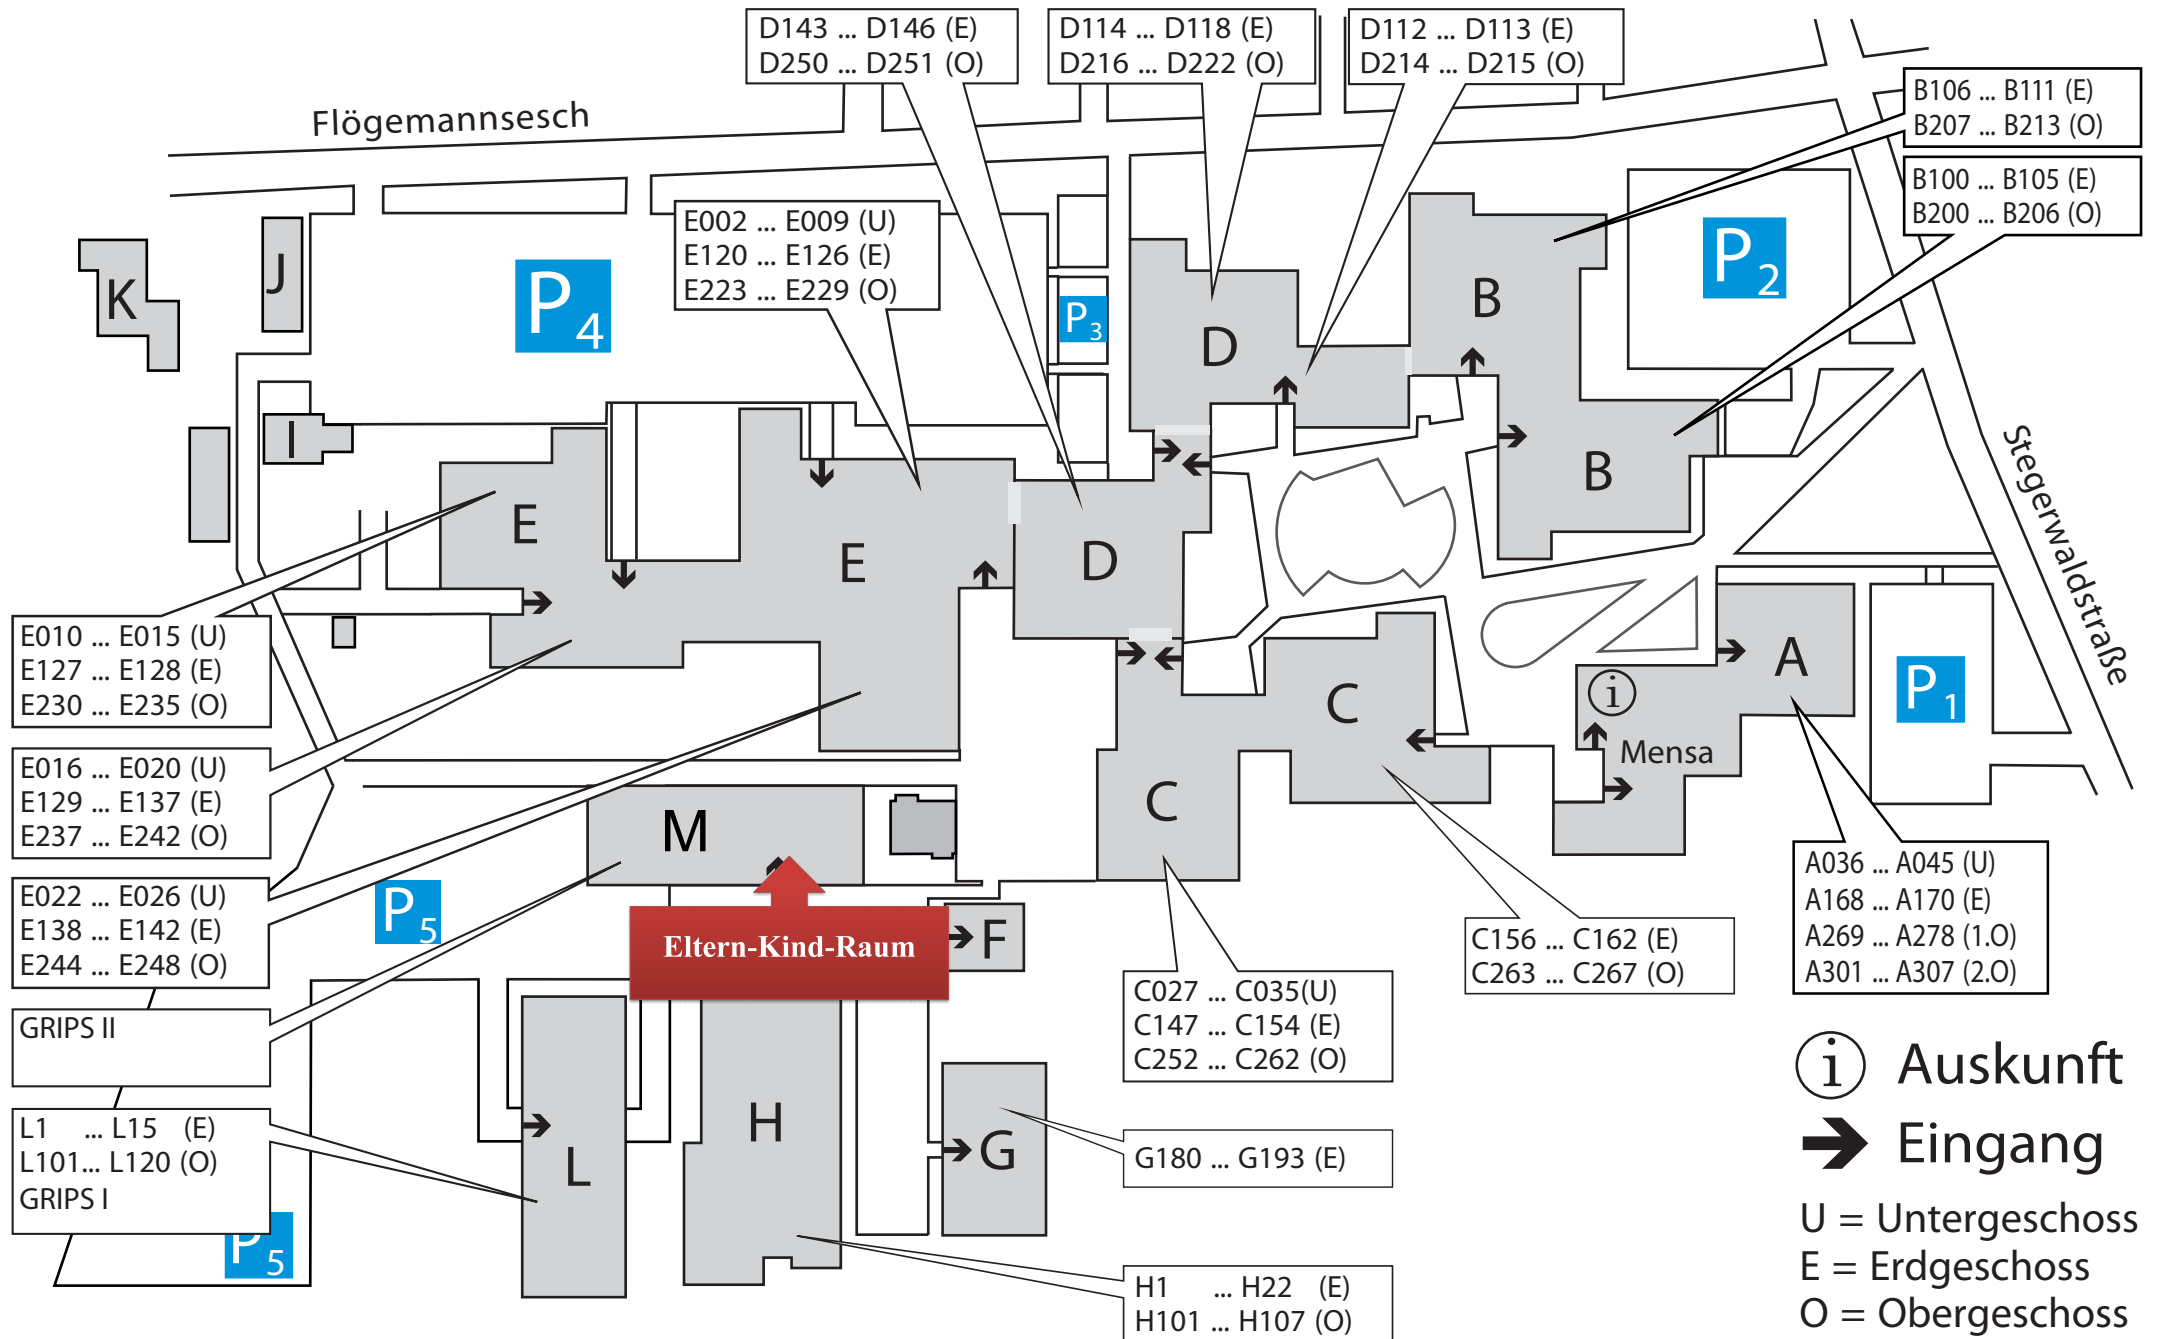 D143 ... D146 (E)
D250 ... D251 (O)
D114 ... D118 (E)
D216 ... D222 (O)
D112 ... D113 (E)
D214 ... D215 (O)
B106 ... B111 (E)
B207 ... B213 (O)
Flögemannsesch
B100 ... B105 (E)
B200 ... B206 (O)
E002 ... E009 (U)
E120 ... E126 (E)
E223 ... E229 (O)
K
J
P4
P3
D
B
P2
I
E
E
D
B
Stegerwaldstraße
E010 ... E015 (U)
E127 ... E128 (E)
E230 ... E235 (O)
C
i
A
P1
Mensa
E016 ... E020 (U)
E129 ... E137 (E)
E237 ... E242 (O)
M
C
A036 ... A045 (U)
A168 ... A170 (E)
A269 ... A278 (1.O)
A301 ... A307 (2.O)
E022 ... E026 (U)
E138 ... E142 (E)
E244 ... E248 (O)
P5
Eltern-Kind-Raum
F
C156 ... C162 (E)
C263 ... C267 (O)
C027 ... C035(U)
C147 ... C154 (E)
C252 ... C262 (O)
GRIPS II
i Auskunft
L1 ... L15 (E)
L101... L120 (O)
GRIPS I
L
H
G
G180 ... G193 (E)
Eingang
P5
U = Untergeschoss
E = Erdgeschoss
O = Obergeschoss
H1 ... H22 (E)
H101 ... H107 (O)